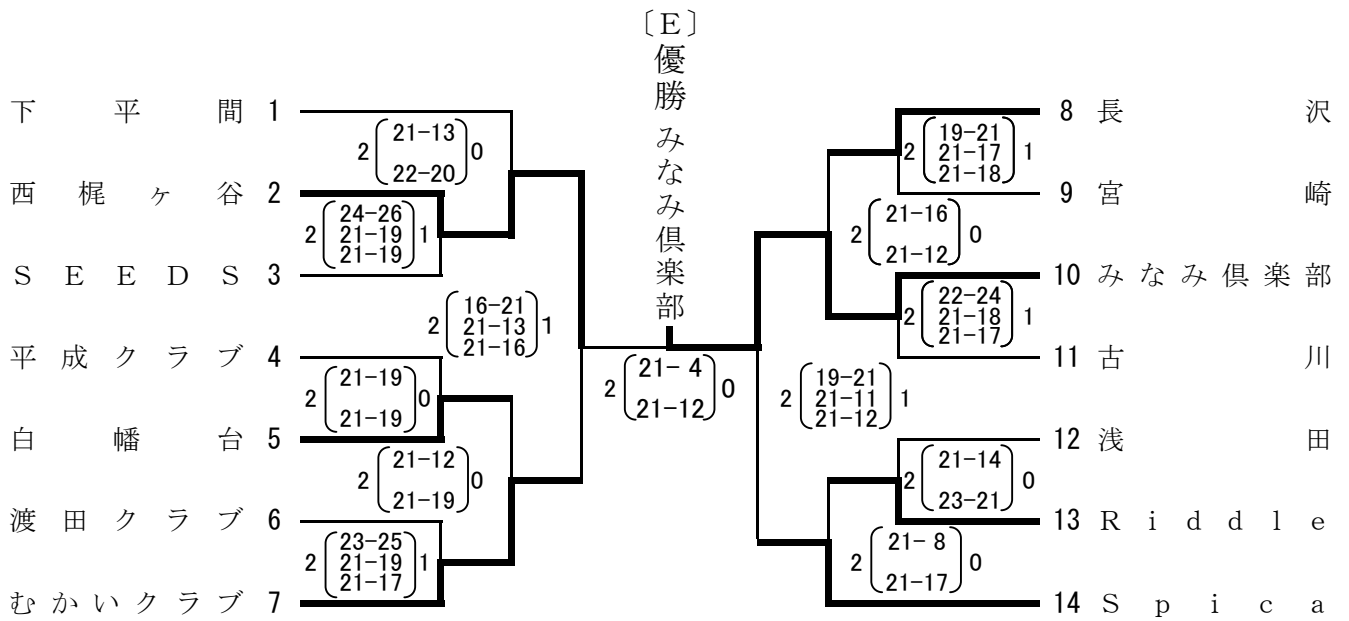 〔E〕
優勝 みなみ倶楽部
下平間 1
2 21-13 0
22-20
西梶ヶ谷 2
24-26
2 21-19 1
21-19
SEEDS 3
16-21
2 21-13 1
21-16
平成クラブ 4
2 21-19 0
21-19
白幡台 5
2 21-12 0
21-19
渡田クラブ 6
23-25
2 21-19 1
21-17
むかいクラブ 7
2 21- 4 0
21-12
8 長沢
19-21
2 21-17 1
21-18
9 宮崎
2 21-16 0
21-12
10 みなみ倶楽部
22-24
2 21-18 1
21-17
11 古川
19-21
2 21-11 1
21-12
12 浅田
2 21-14 0
23-21
13 Riddle
2 21- 8 0
21-17
14 Spica